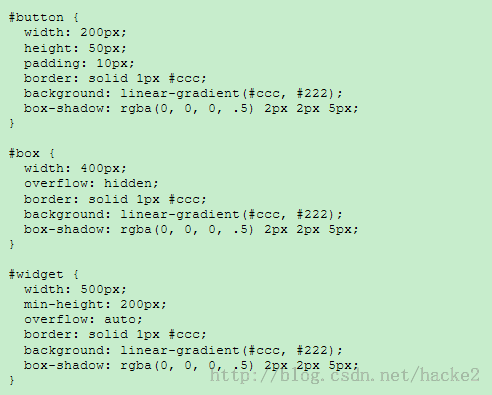 #button {
  width: 200px;
  height: 50px;
  padding: 10px;
  border: solid 1px #ccc;
  background: linear-gradient(#ccc, #222);
  box-shadow: rgba(0, 0, 0, .5) 2px 2px 5px;
}

#box {
  width: 400px;
  overflow: hidden;
  border: solid 1px #ccc;
  background: linear-gradient(#ccc, #222);
  box-shadow: rgba(0, 0, 0, .5) 2px 2px 5px;
}

#widget {
  width: 500px;
  min-height: 200px;
  overflow: auto;
  border: solid 1px #ccc;
  background: linear-gradient(#ccc, #222);
  box-shadow: rgba(0, 0, 0, .5) 2px 2px 5px;
}
http://blog.csdn.net/hacke2